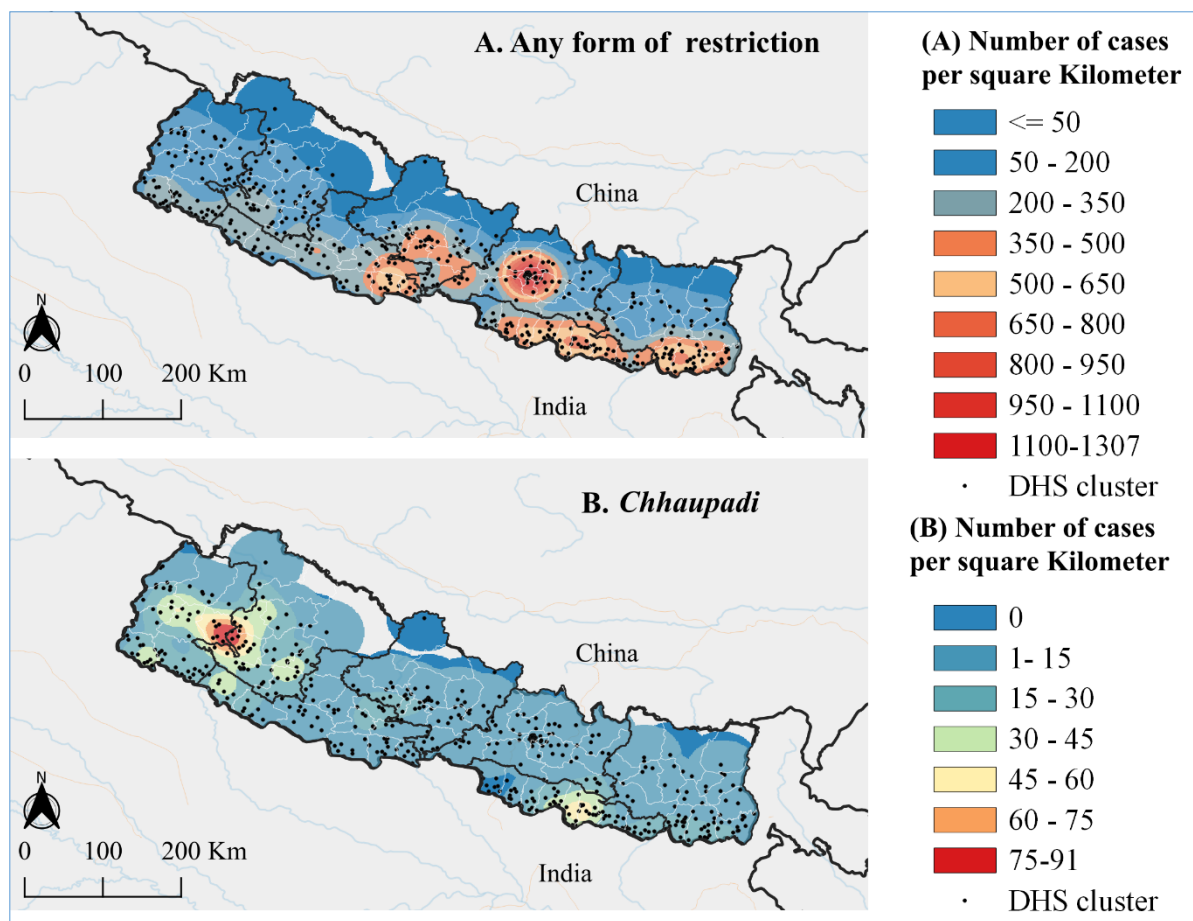 A. Any form of restriction
China
India
N
0 100 200 Km
(A) Number of cases
per square Kilometer
<= 50
50 - 200
200 - 350
350 - 500
500 - 650
650 - 800
800 - 950
950 - 1100
1100-1307
DHS cluster
B. Chhaupadi
China
India
N
0 100 200 Km
(B) Number of cases
per square Kilometer
0
1- 15
15 - 30
30 - 45
45 - 60
60 - 75
75-91
DHS cluster